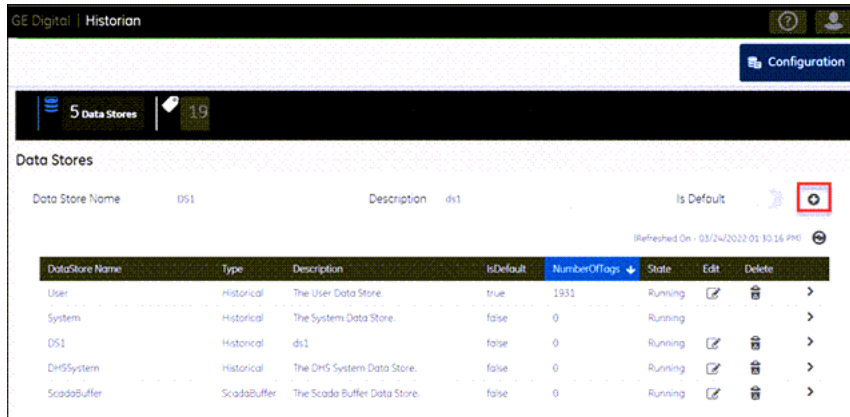 GE Digital | Historian
Configuration
5 Data Stores 19
Data Stores
Data Store Name DS1 Description ds1 Is Default
(Refreshed On - 03/24/2022 01:30:16 PM)
DataStore Name Type Description IsDefault NumberOfTags State Edit Delete
User Historical The User Data Store. true 1931 Running
System Historical The System Data Store. false 0 Running
DS1 Historical ds1 false 0 Running
DHSSystem Historical The DHS System Data Store. false 0 Running
ScadaBuffer ScadaBuffer The Scada Buffer Data Store. false 0 Running